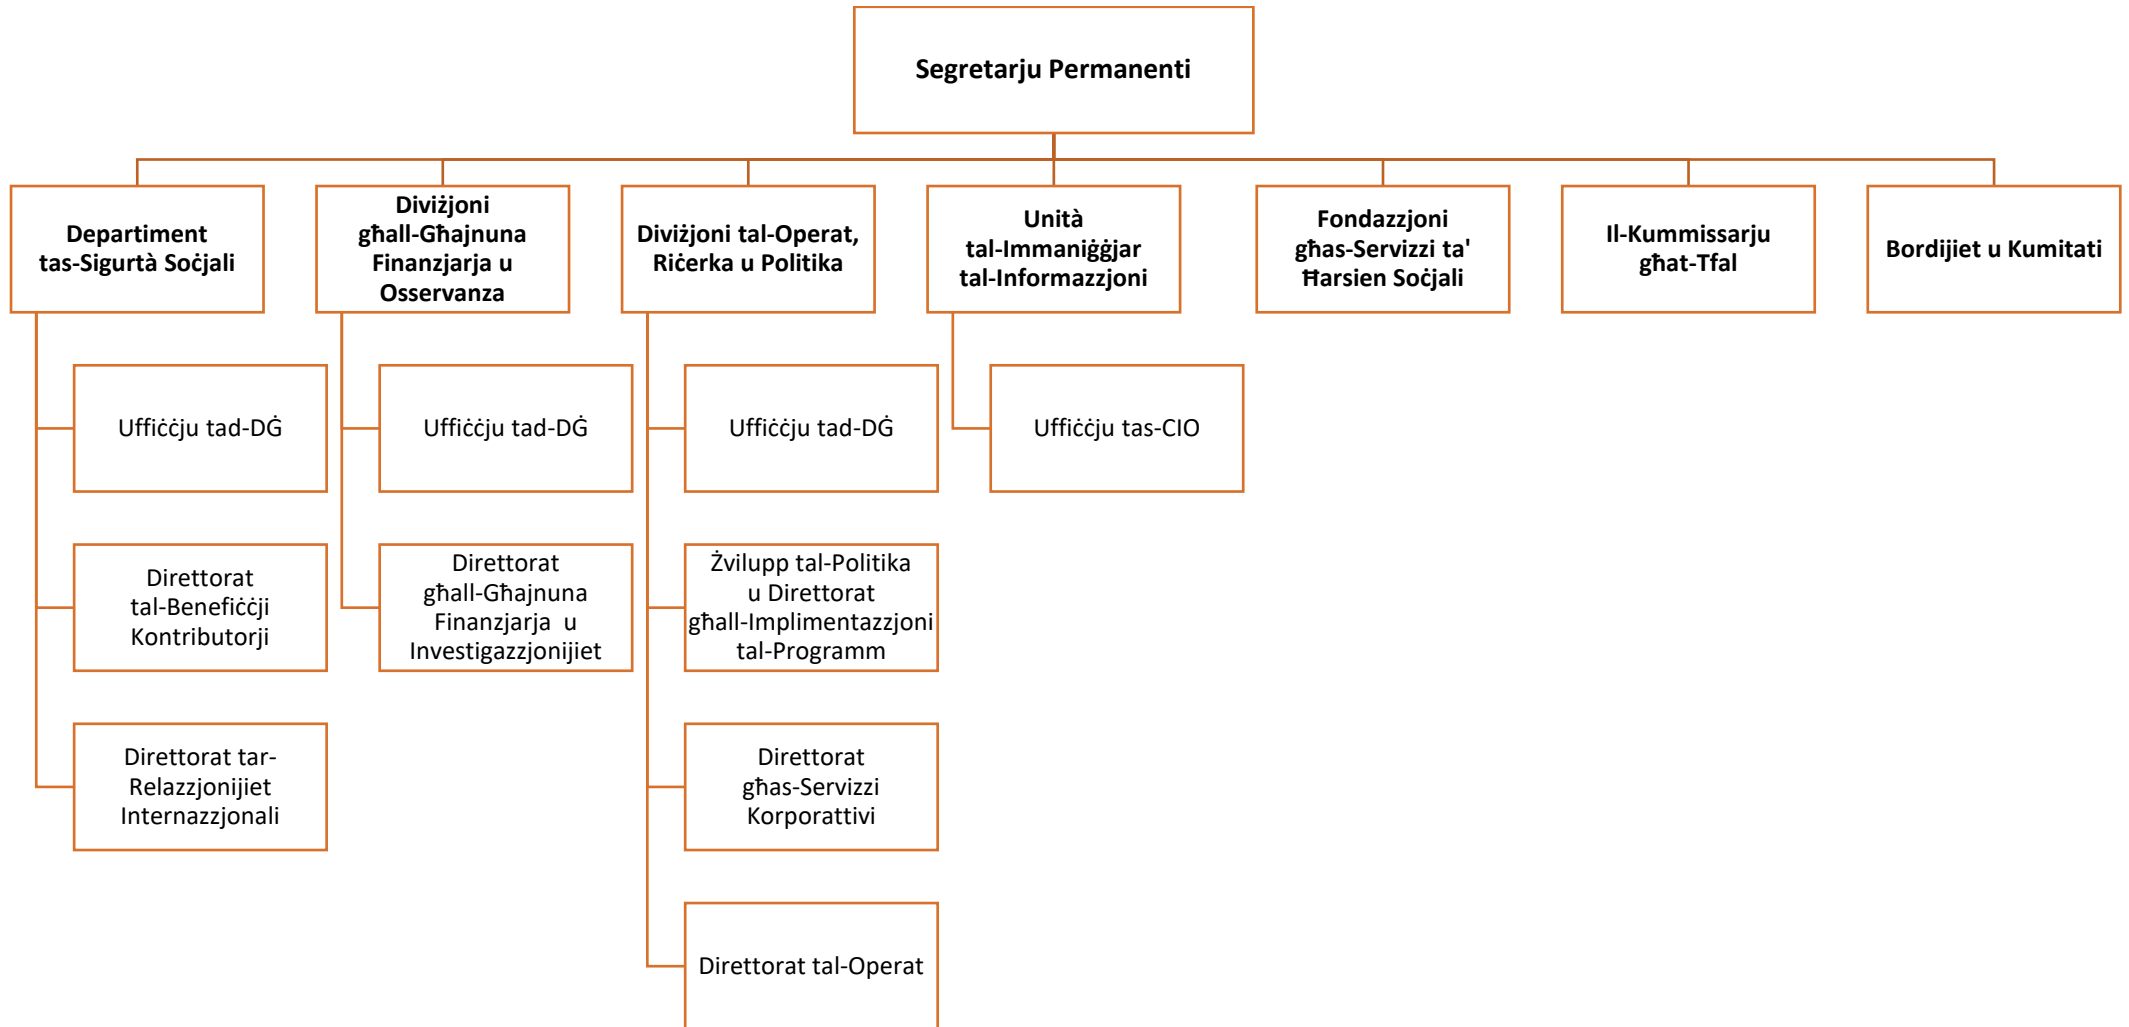 Segretarju Permanenti
Departiment
tas-Sigurtà Soċjali
Diviżjoni
għall-Għajnuna
Finanzjarja u
Osservanza
Diviżjoni tal-Operat,
Riċerka u Politika
Unità
tal-Immaniġġjar
tal-Informazzjoni
Fondazzjoni
għas-Servizzi ta'
Ħarsien Soċjali
Il-Kummissarju
għat-Tfal
Bordijiet u Kumitati
Uffiċċju tad-DĠ
Direttorat
tal-Benefiċċji
Kontributorji
Direttorat tar-
Relazzjonijiet
Internazzjonali
Uffiċċju tad-DĠ
Direttorat
għall-Għajnuna
Finanzjarja  u
Investigazzjonijiet
Uffiċċju tad-DĠ
Żvilupp tal-Politika
u Direttorat
għall-Implimentazzjoni
tal-Programm
Direttorat
għas-Servizzi
Korporattivi
Direttorat tal-Operat
Uffiċċju tas-CIO